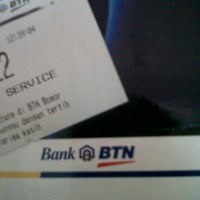 12:39:04
2
SERVICE
di BTN Bogor
dengan tertib
kasih
Bank BTN